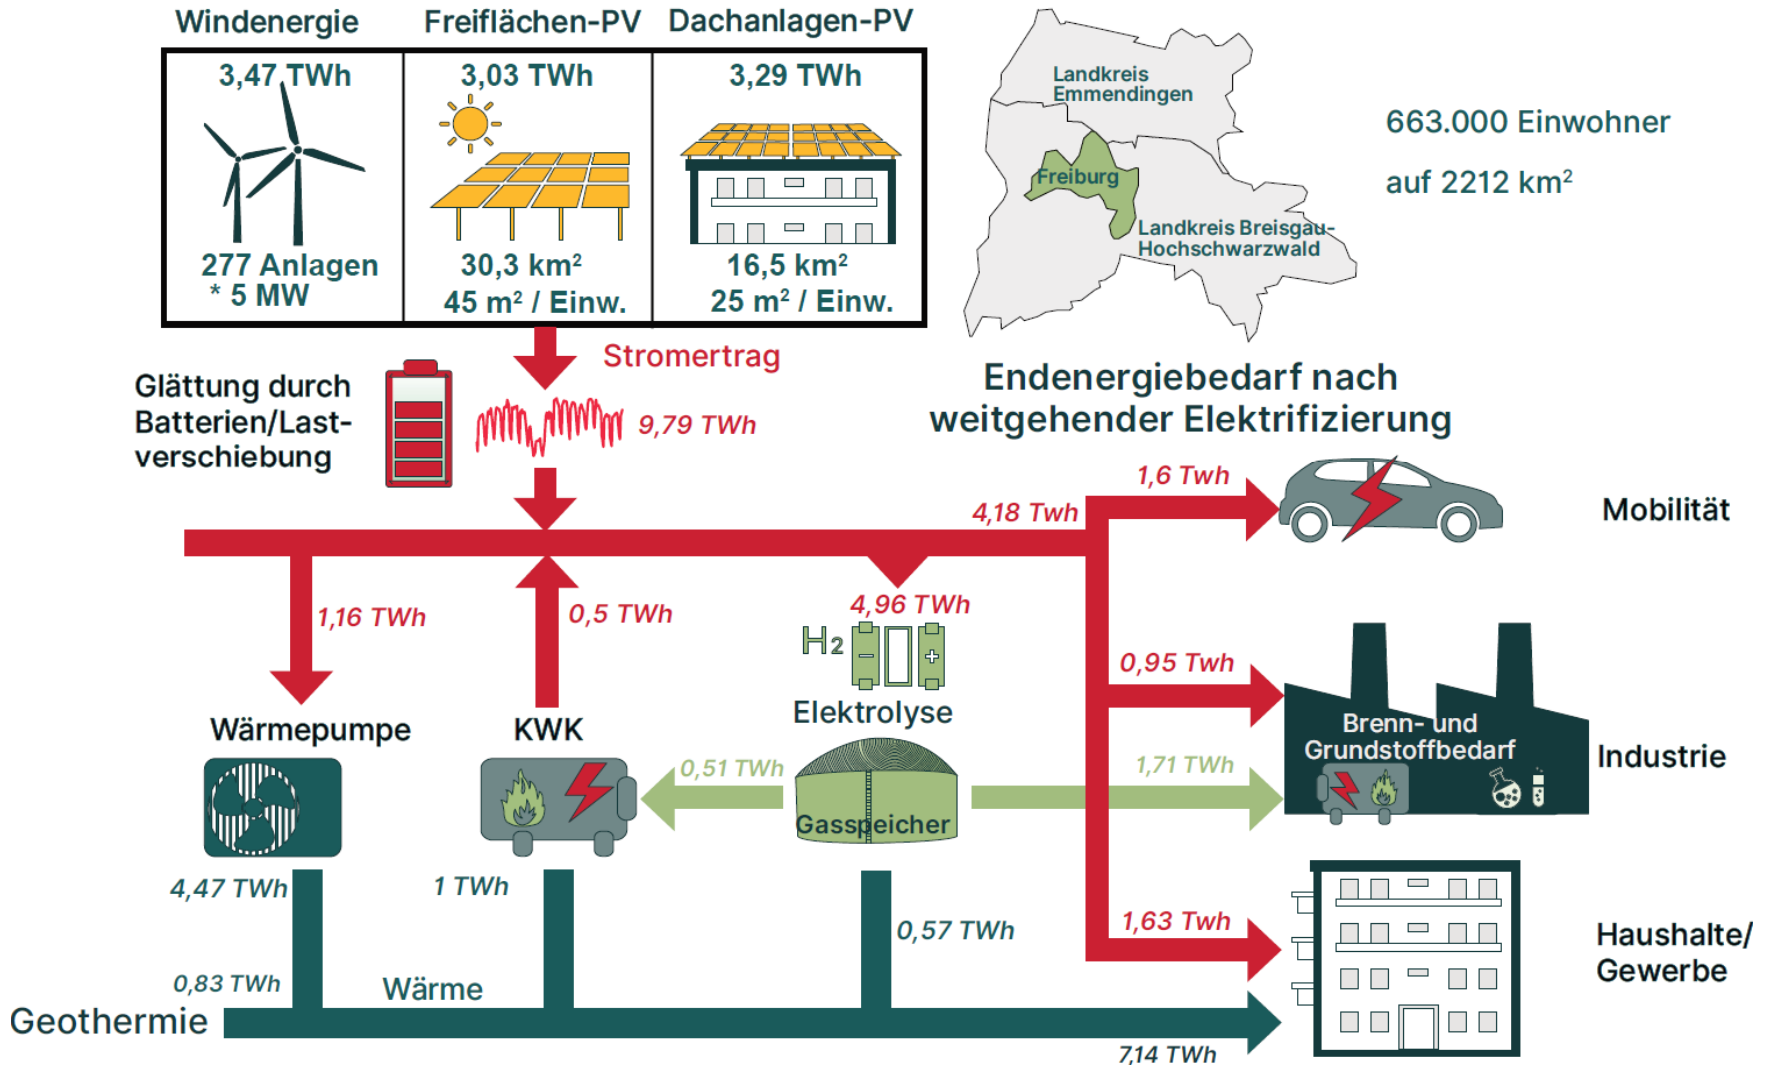 Windenergie
Freiflächen-PV
Dachanlagen-PV
3,47 TWh
3,03 TWh
3,29 TWh
277 Anlagen
* 5 MW
30,3 km²
45 m² / Einw.
16,5 km²
25 m² / Einw.
Landkreis
Emmendingen
Freiburg
Landkreis Breisgau-
Hochschwarzwald
663.000 Einwohner
auf 2212 km²
Stromertrag
Glättung durch
Batterien/Last-
verschiebung
9,79 TWh
Endenergiebedarf nach
weitgehender Elektrifizierung
4,18 Twh
1,6 Twh
Mobilität
1,16 TWh
0,5 TWh
4,96 TWh
H₂
− +
Elektrolyse
0,95 Twh
Brenn- und
Grundstoffbedarf
Industrie
Wärmepumpe
KWK
0,51 TWh
1,71 TWh
Gasspeicher
4,47 TWh
1 TWh
0,57 TWh
1,63 Twh
Haushalte/
Gewerbe
0,83 TWh
Wärme
Geothermie
7,14 TWh